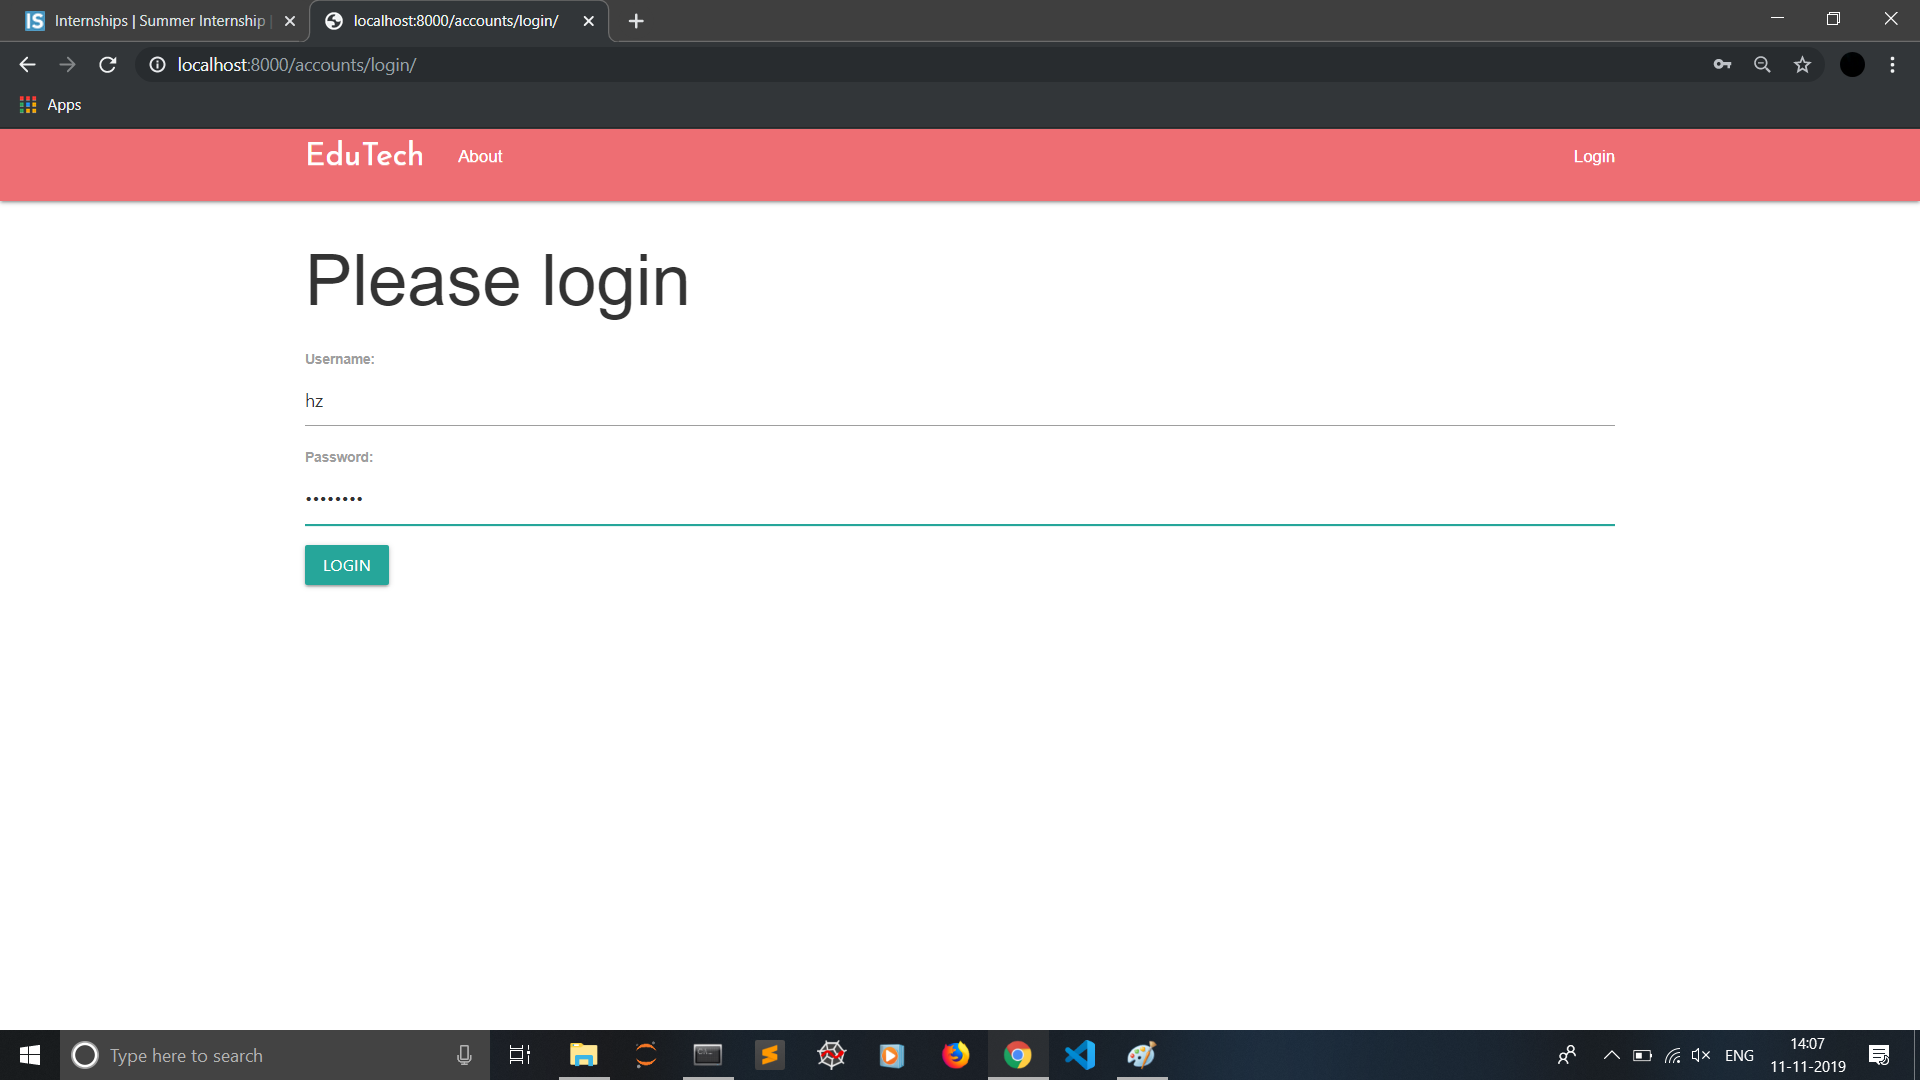 Internships | Summer Internship |
localhost:8000/accounts/login/
localhost:8000/accounts/login/
Apps
EduTech
About
Login
Please login
Username:
hz
Password:
••••••••
LOGIN
Type here to search
ENG
14:07
11-11-2019